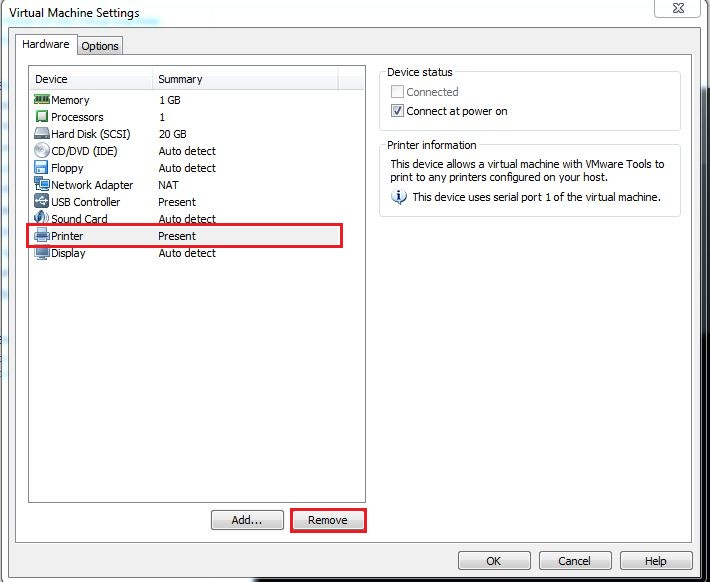 Virtual Machine Settings
Hardware
Options
Device Summary
Memory 1 GB
Processors 1
Hard Disk (SCSI) 20 GB
CD/DVD (IDE) Auto detect
Floppy Auto detect
Network Adapter NAT
USB Controller Present
Sound Card Auto detect
Printer Present
Display Auto detect
Add...
Remove
Device status
Connected
Connect at power on
Printer information
This device allows a virtual machine with VMware Tools to
print to any printers configured on your host.
This device uses serial port 1 of the virtual machine.
OK
Cancel
Help